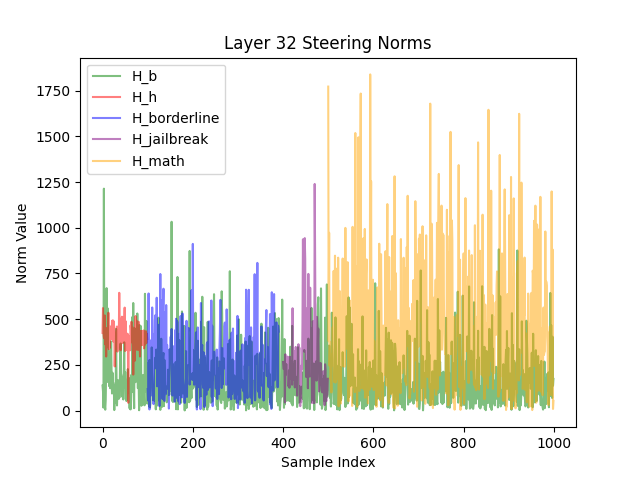 Layer 32 Steering Norms
H_b
H_h
H_borderline
H_jailbreak
H_math
Norm Value
1750
1500
1250
1000
750
500
250
0
0 200 400 600 800 1000
Sample Index